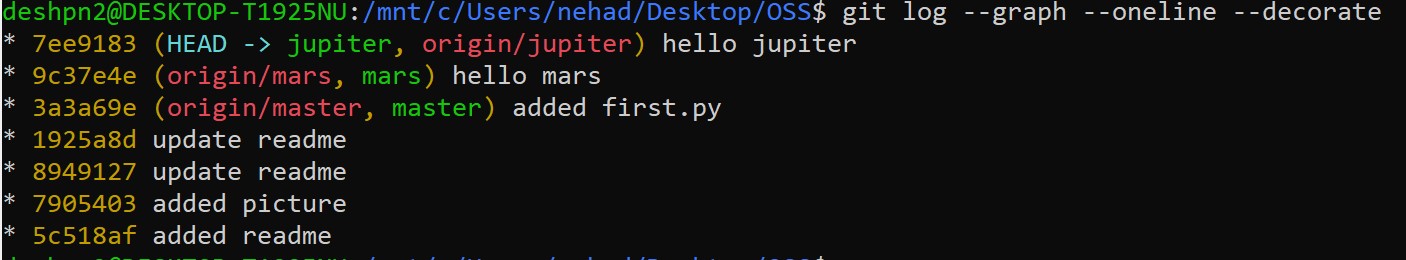 deshpn2@DESKTOP-T1925NU:/mnt/c/Users/nehad/Desktop/OSS$ git log --graph --oneline --decorate
* 7ee9183 (HEAD -> jupiter, origin/jupiter) hello jupiter
* 9c37e4e (origin/mars, mars) hello mars
* 3a3a69e (origin/master, master) added first.py
* 1925a8d update readme
* 8949127 update readme
* 7905403 added picture
* 5c518af added readme